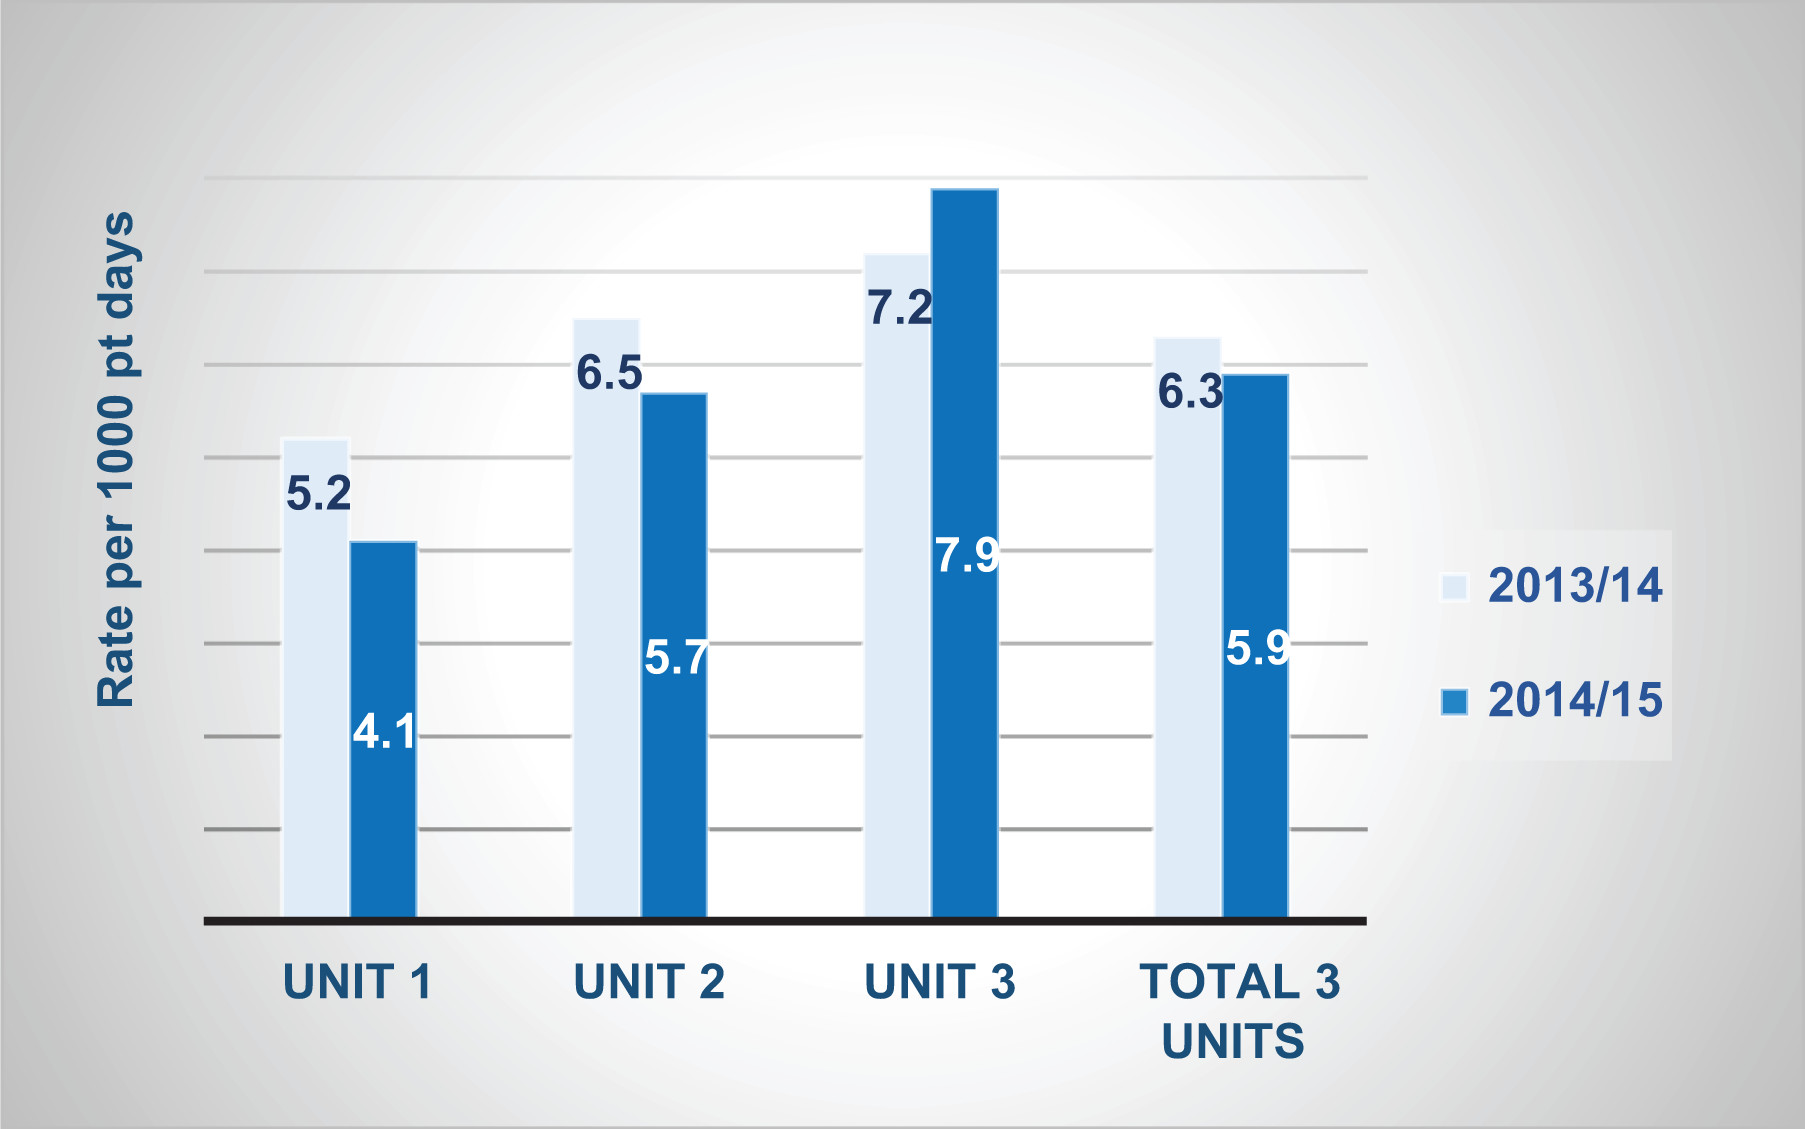 Rate per 1000 pt days
5.2
4.1
6.5
5.7
7.2
7.9
6.3
5.9
UNIT 1
UNIT 2
UNIT 3
TOTAL 3
UNITS
2013/14
2014/15